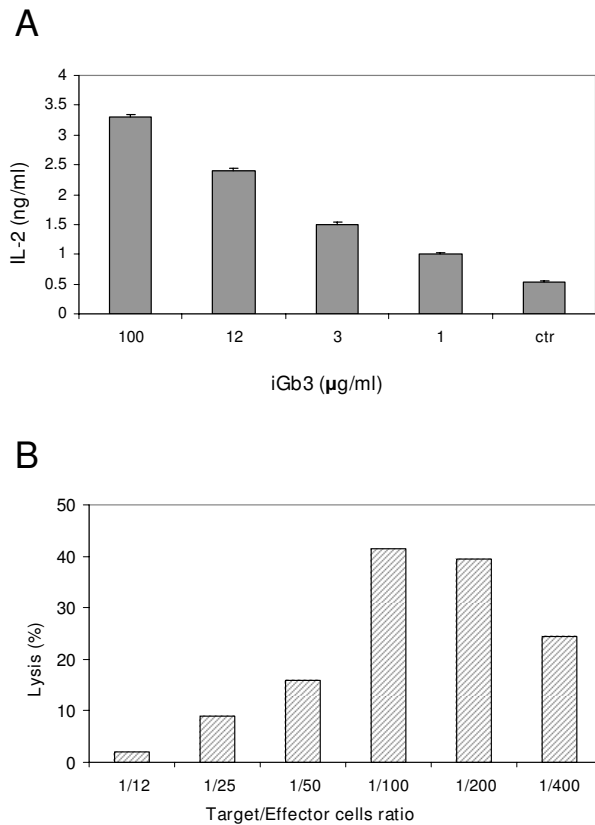 A
4
3.5
3
2.5
2
1.5
1
0.5
0
IL-2 (ng/ml)
100 12 3 1 ctr
iGb3 (µg/ml)
B
50
40
30
20
10
0
Lysis (%)
1/12 1/25 1/50 1/100 1/200 1/400
Target/Effector cells ratio